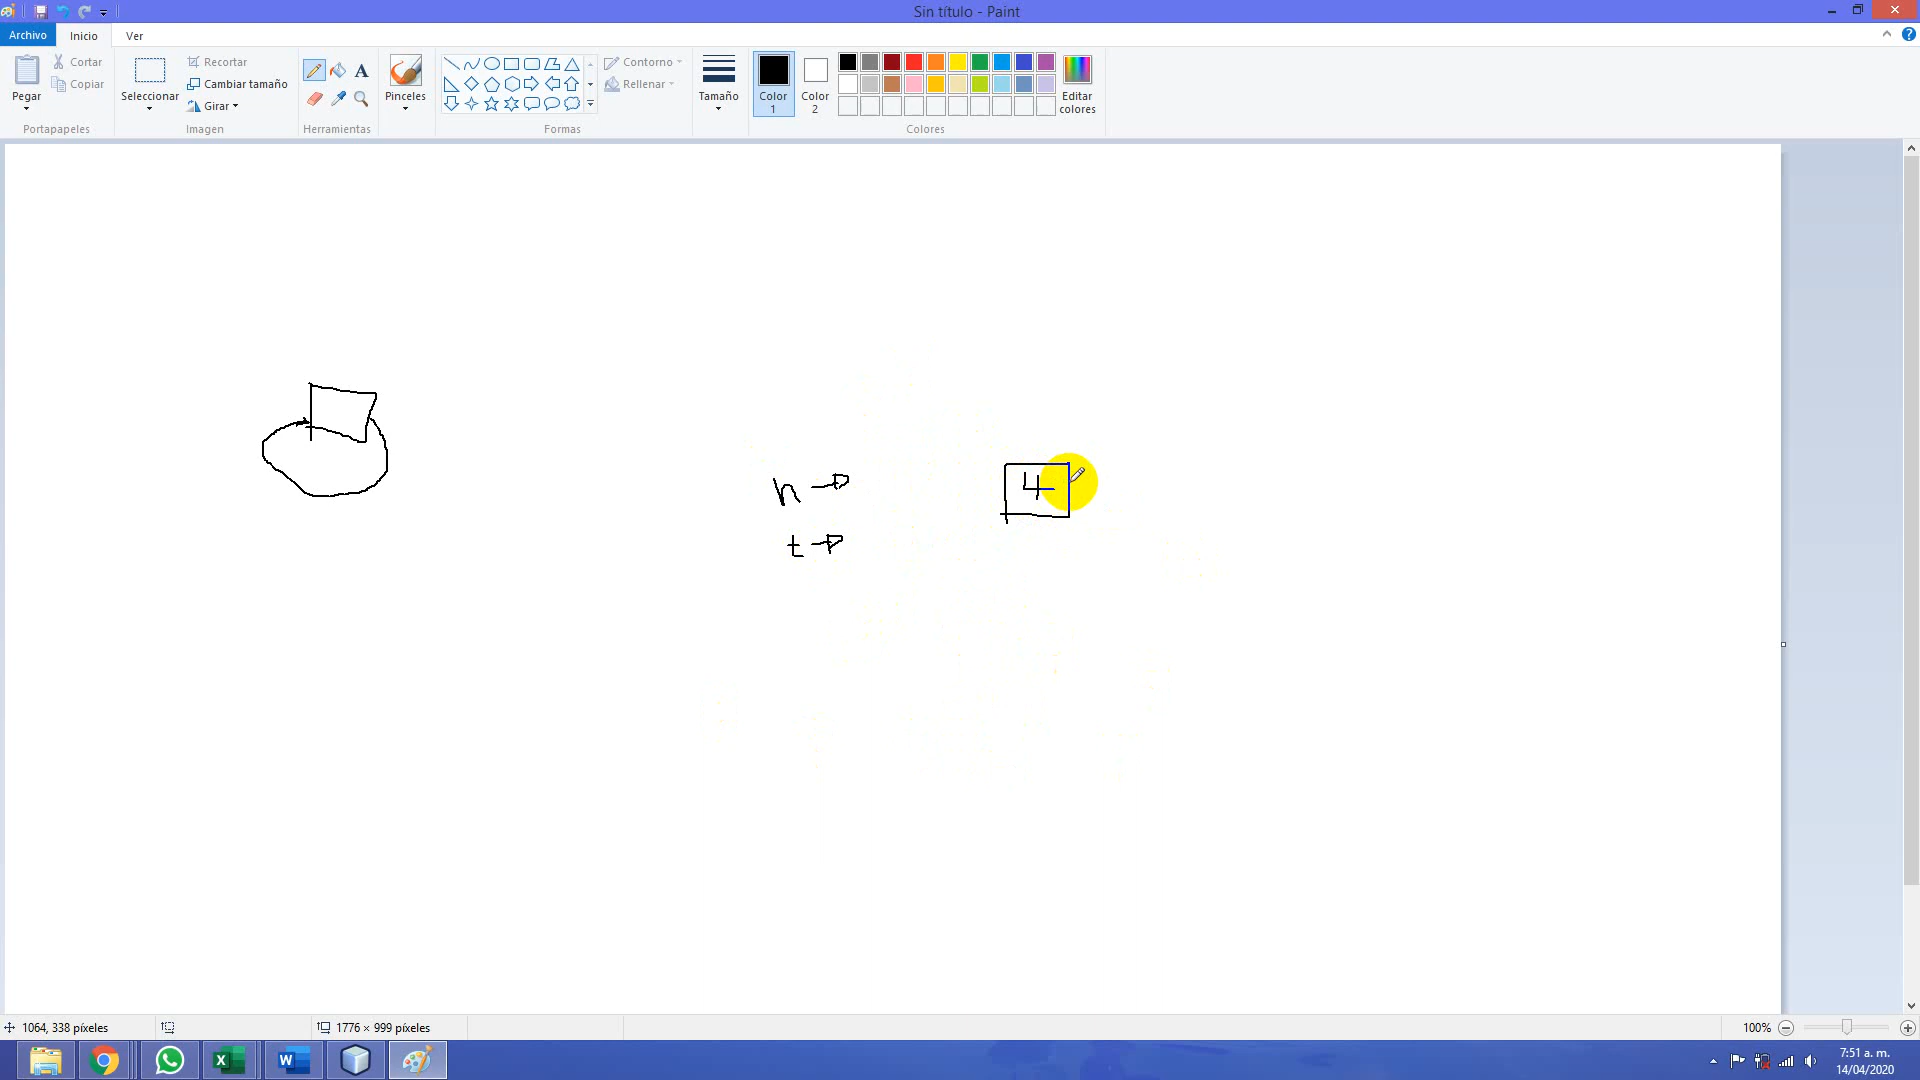 Sin título - Paint
Archivo
Inicio
Ver
Pegar
Cortar
Copiar
Portapapeles
Seleccionar
Recortar
Cambiar tamaño
Girar
Imagen
A
Herramientas
Pinceles
Contorno
Rellenar
Formas
Tamaño
Color 1
Color 2
Editar colores
Colores
h
4
t
1064, 338 píxeles
1776 × 999 píxeles
100%
7:51 a. m.
14/04/2020